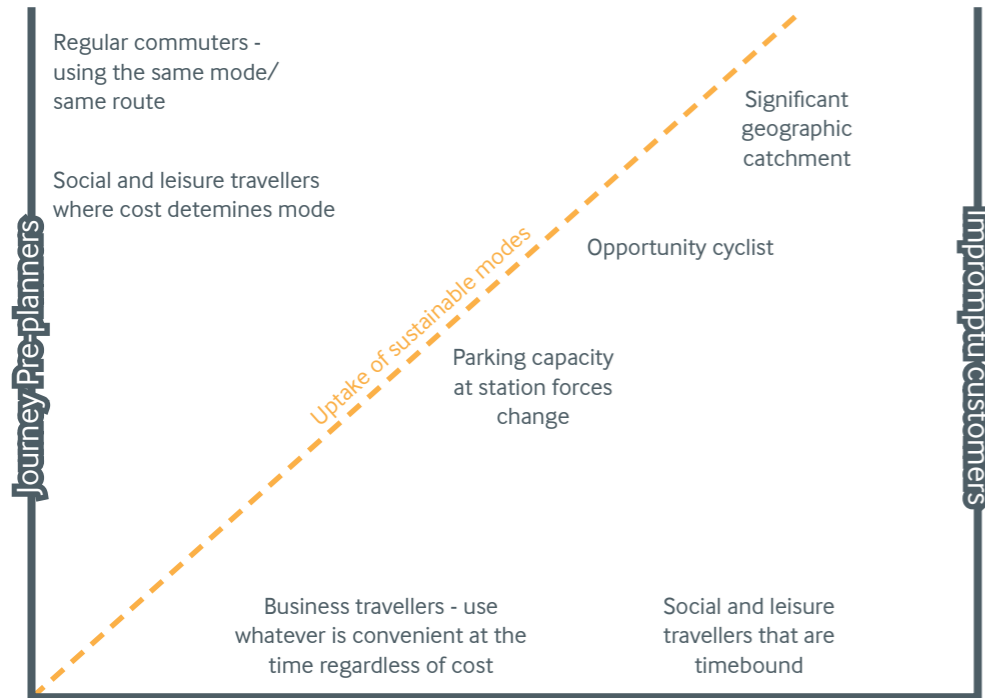 Regular commuters -
using the same mode/
same route
Significant
geographic
catchment
Social and leisure travellers
where cost detemines mode
Journey Pre-planners
Impromptu customers
Opportunity cyclist
Uptake of sustainable modes
Parking capacity
at station forces
change
Business travellers - use
whatever is convenient at the
time regardless of cost
Social and leisure
travellers that are
timebound